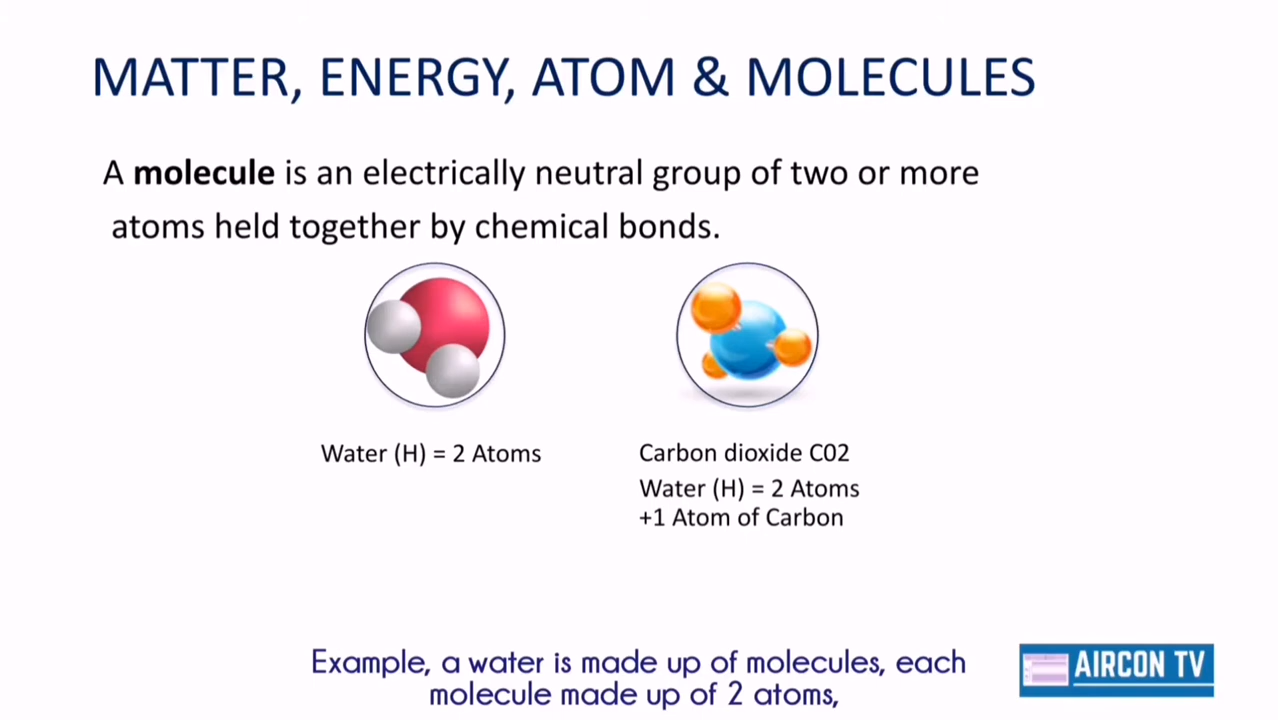 MATTER, ENERGY, ATOM & MOLECULES
A molecule is an electrically neutral group of two or more
atoms held together by chemical bonds.
Water (H) = 2 Atoms
Carbon dioxide C02
Water (H) = 2 Atoms
+1 Atom of Carbon
Example, a water is made up of molecules, each
molecule made up of 2 atoms,
AIRCON TV